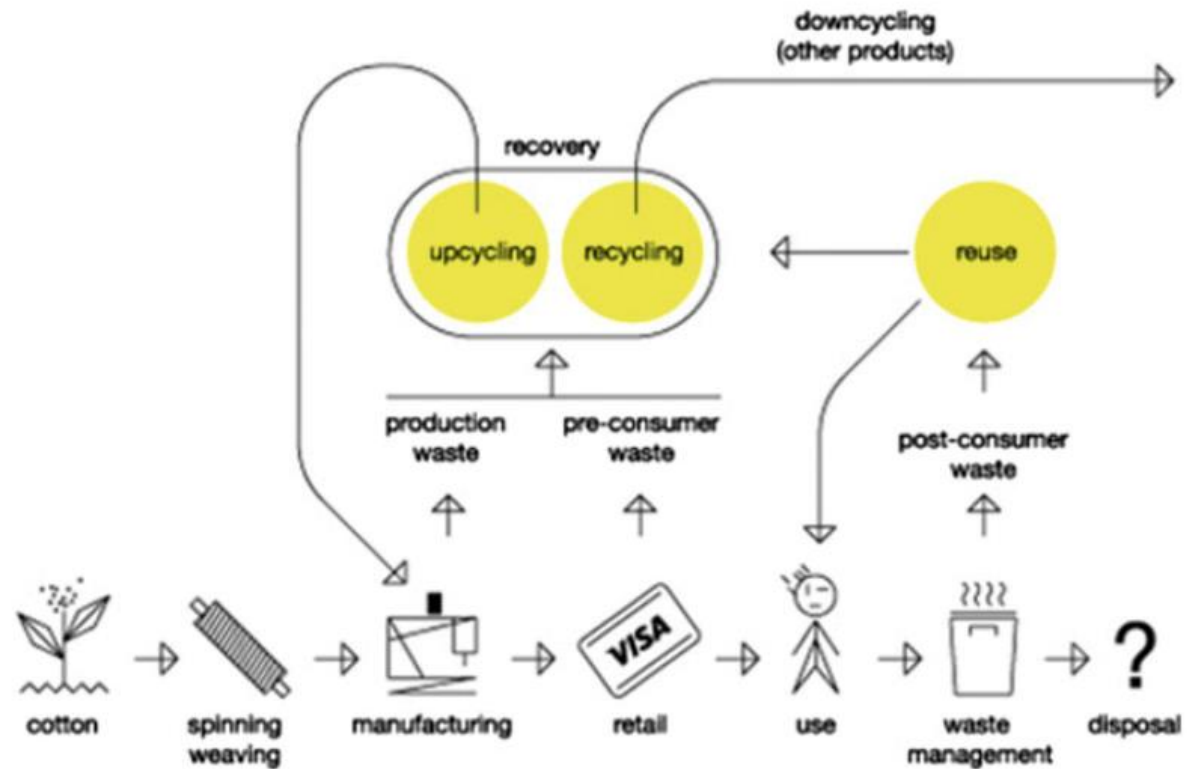 downcycling
(other products)
recovery
upcycling
recycling
reuse
production
waste
pre-consumer
waste
post-consumer
waste
VISA
?
cotton
spinning
weaving
manufacturing
retail
use
waste
management
disposal